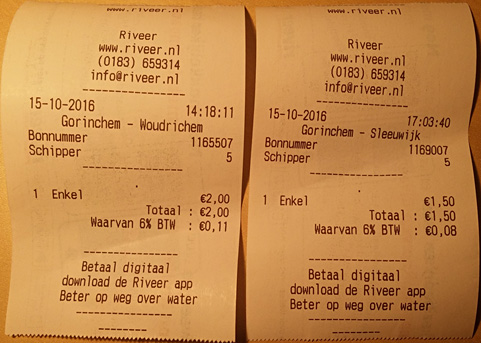 www.riveer.nl
Riveer
www.riveer.nl
(0183) 659314
info@riveer.nl
15-10-2016 14:18:11
Gorinchem - Woudrichem
Bonnummer 1165507
Schipper 5
1 Enkel €2,00
Totaal : €2,00
Waarvan 6% BTW : €0,11
Betaal digitaal
download de Riveer app
Beter op weg over water
www.riveer.nl
Riveer
www.riveer.nl
(0183) 659314
info@riveer.nl
15-10-2016 17:03:40
Gorinchem - Sleeuwijk
Bonnummer 1169007
Schipper 5
1 Enkel €1,50
Totaal : €1,50
Waarvan 6% BTW : €0,08
Betaal digitaal
download de Riveer app
Beter op weg over water